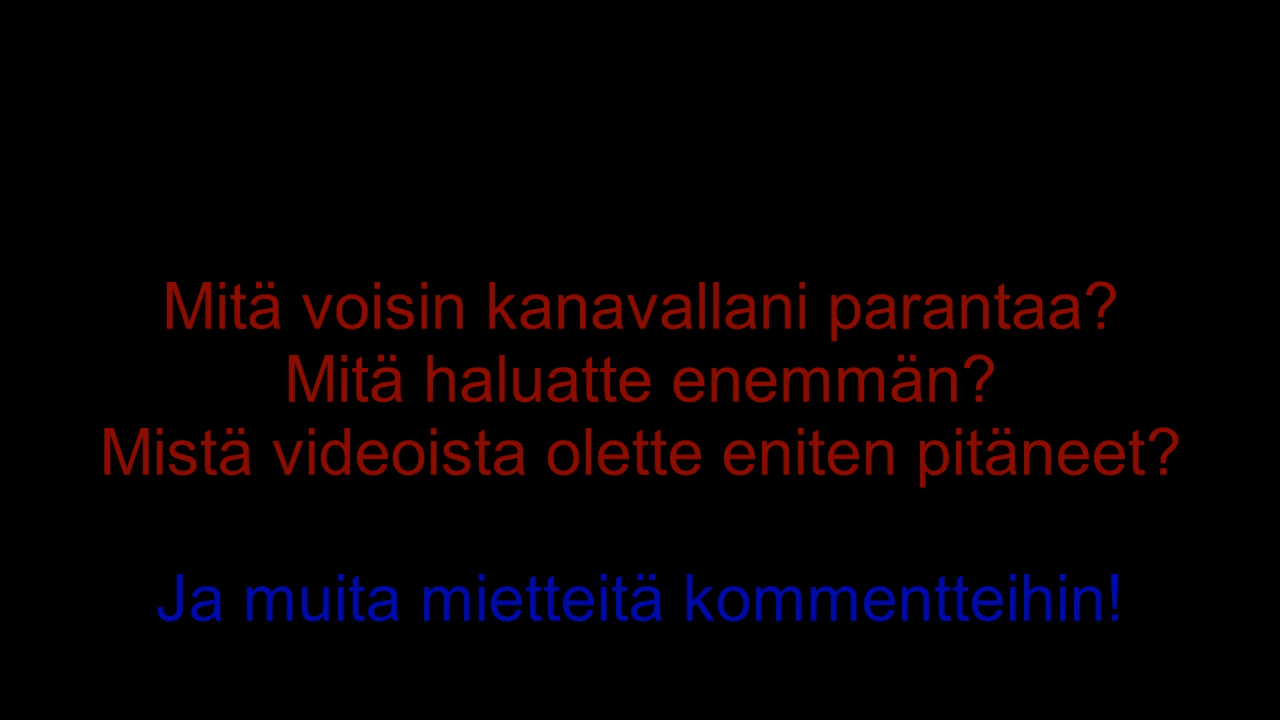 Mitä voisin kanavallani parantaa?
Mitä haluatte enemmän?
Mistä videoista olette eniten pitäneet?
Ja muita mietteitä kommentteihin!